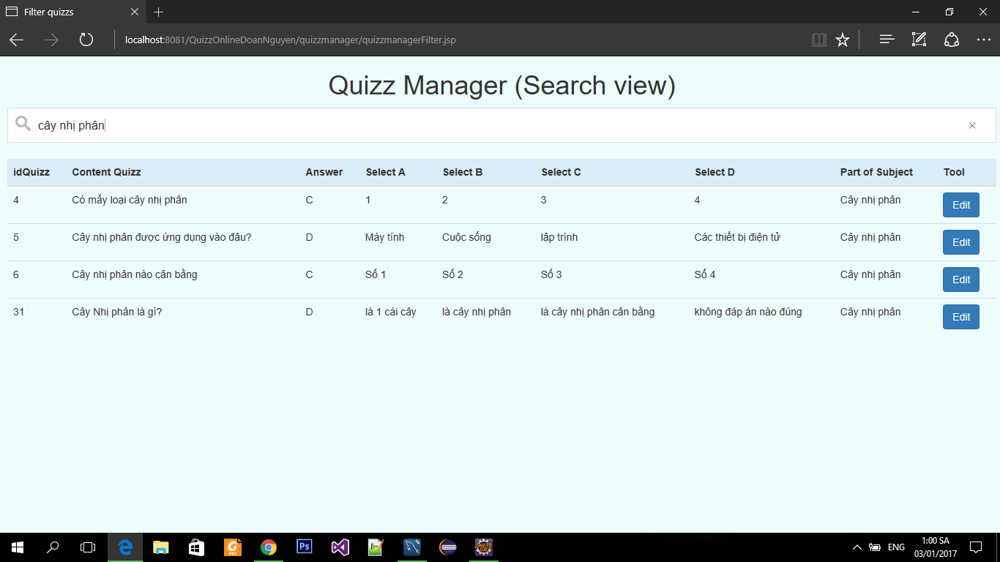 Filter quizzs
localhost:8081/QuizzOnlineDoanNguyen/quizzmanager/quizzmanagerFilter.jsp
Quizz Manager (Search view)
cây nhị phân
idQuizz Content Quizz Answer Select A Select B Select C Select D Part of Subject Tool
4 Có mấy loại cây nhị phân C 1 2 3 4 Cây nhị phân Edit
5 Cây nhị phân được ứng dụng vào đâu? D Máy tính Cuộc sống lập trình Các thiết bị điện tử Cây nhị phân Edit
6 Cây nhị phân nào cân bằng C Số 1 Số 2 Số 3 Số 4 Cây nhị phân Edit
31 Cây Nhị phân là gì? D là 1 cái cây là cây nhị phân là cây nhị phân cân bằng không đáp án nào đúng Cây nhị phân Edit
Ps
ENG
1:00 SA
03/01/2017